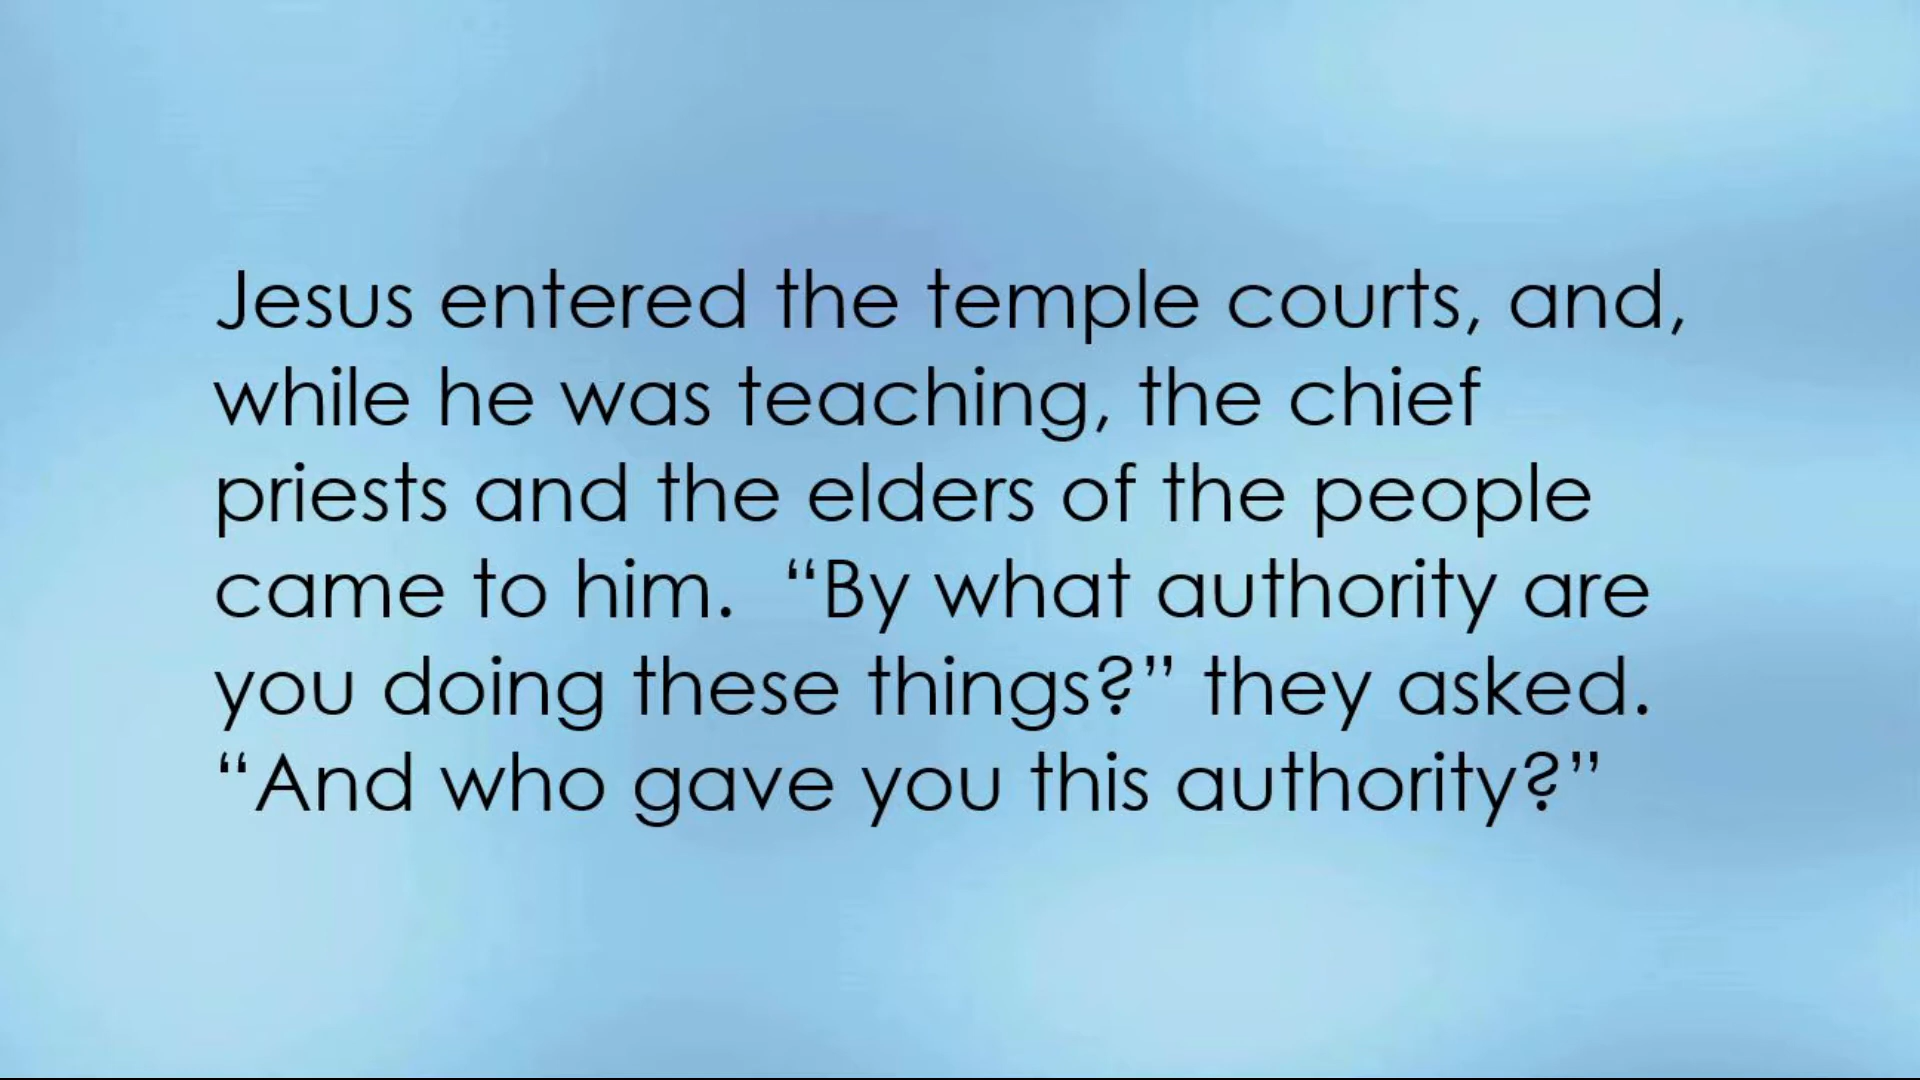 Jesus entered the temple courts, and,
while he was teaching, the chief
priests and the elders of the people
came to him.  “By what authority are
you doing these things?” they asked.
“And who gave you this authority?”